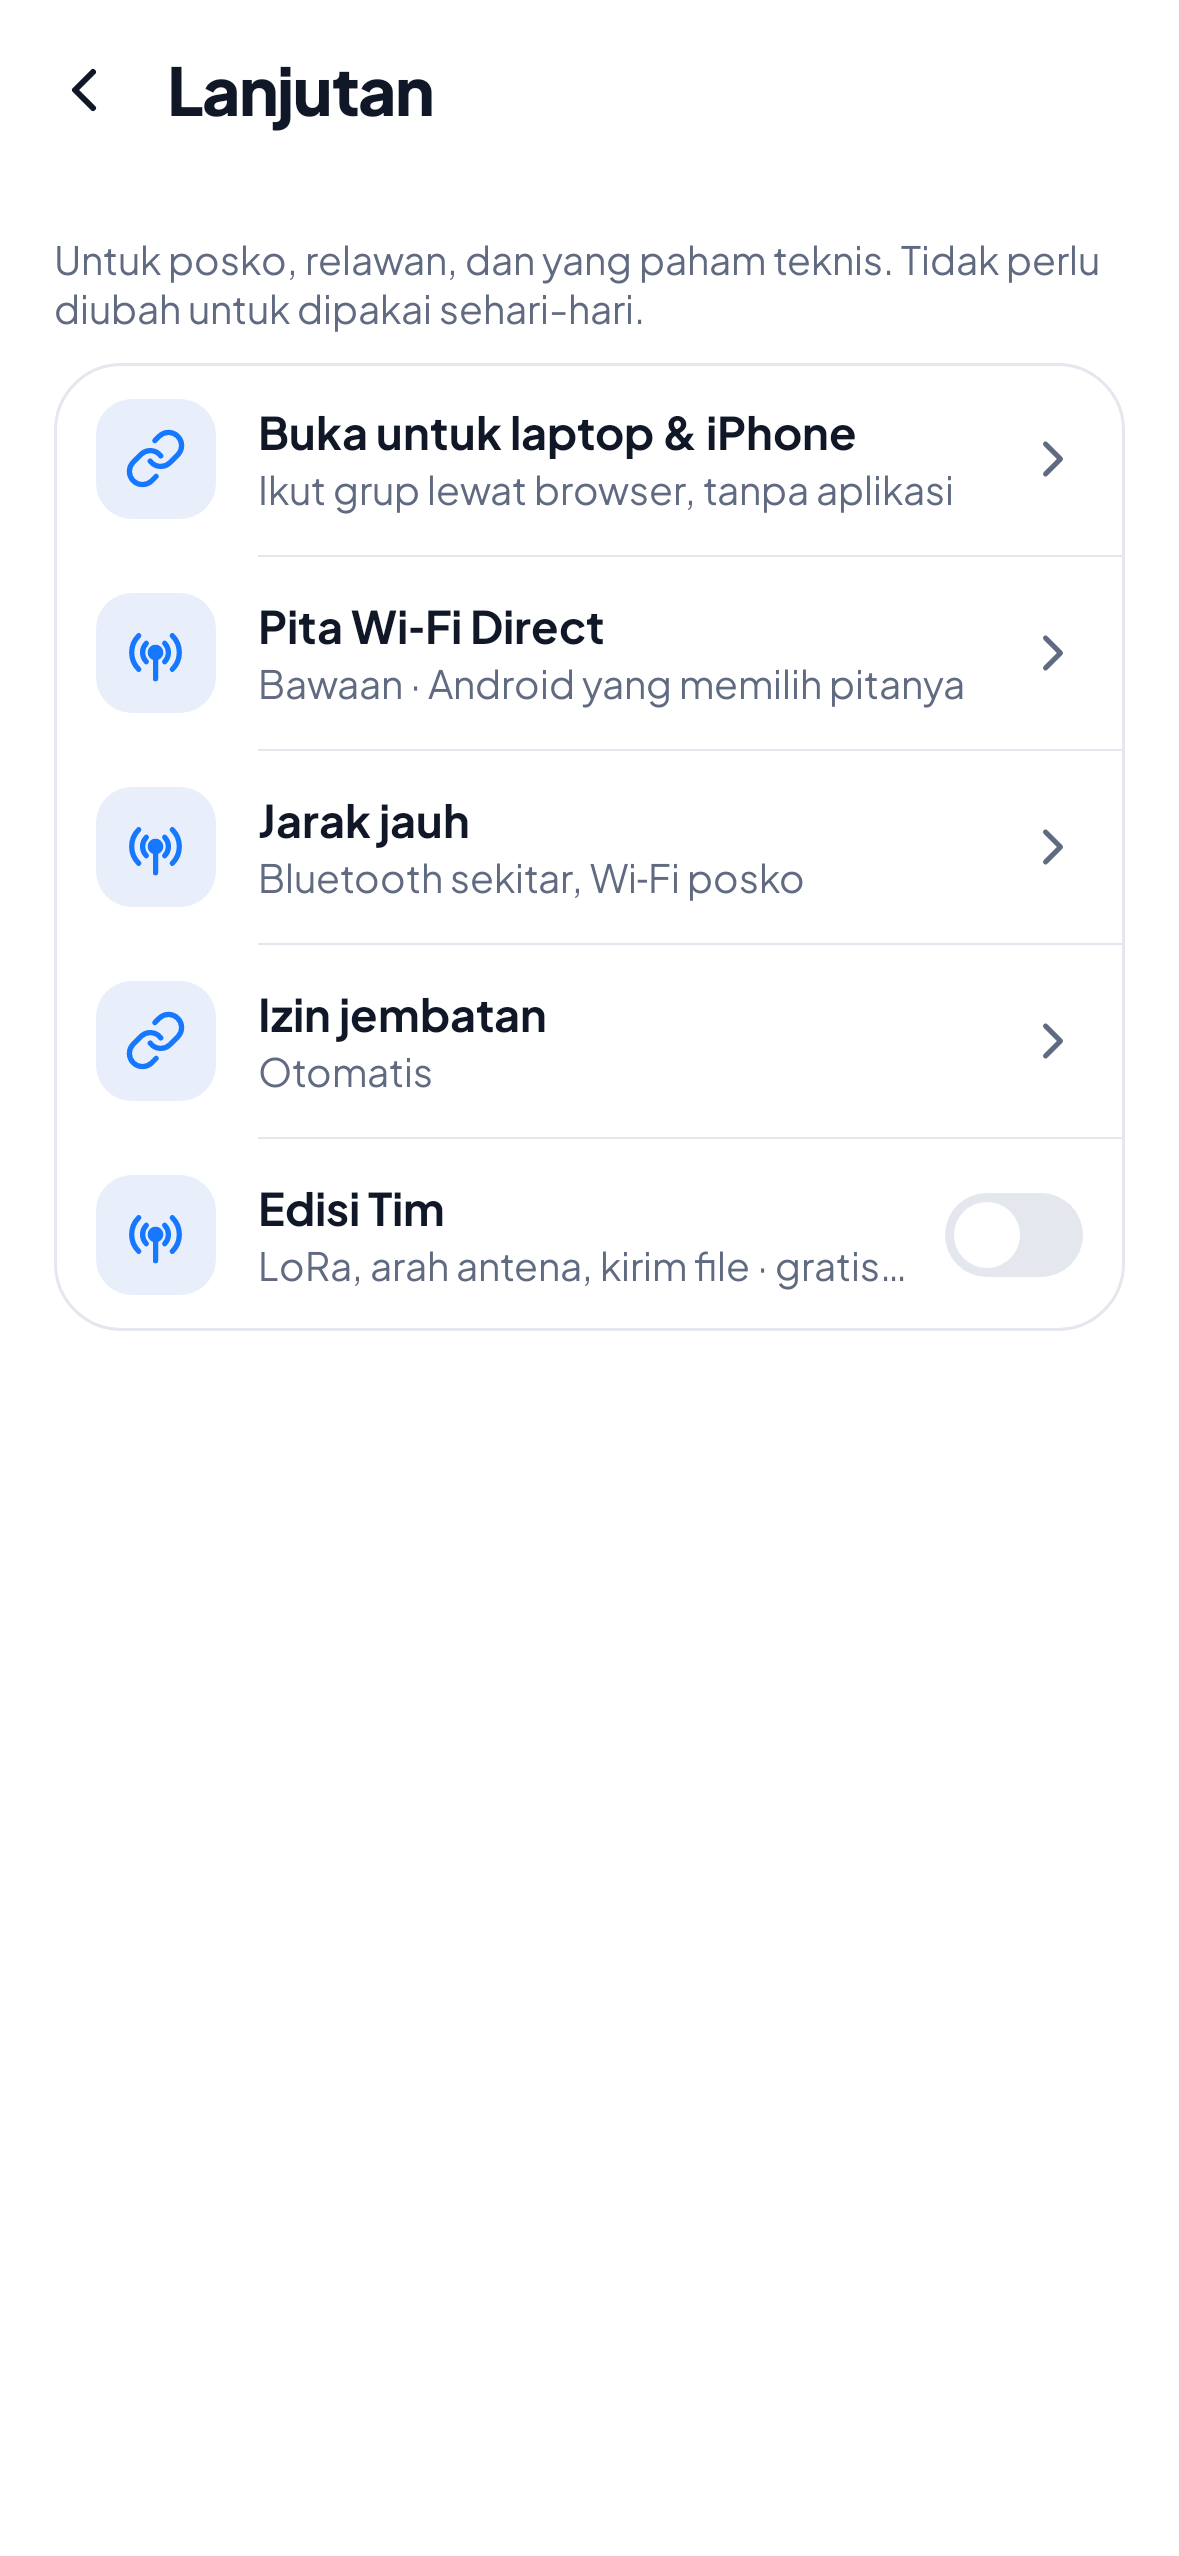 Lanjutan
Untuk posko, relawan, dan yang paham teknis. Tidak perlu
diubah untuk dipakai sehari-hari.
Buka untuk laptop & iPhone
Ikut grup lewat browser, tanpa aplikasi
Pita Wi-Fi Direct
Bawaan · Android yang memilih pitanya
Jarak jauh
Bluetooth sekitar, Wi-Fi posko
Izin jembatan
Otomatis
Edisi Tim
LoRa, arah antena, kirim file · gratis…